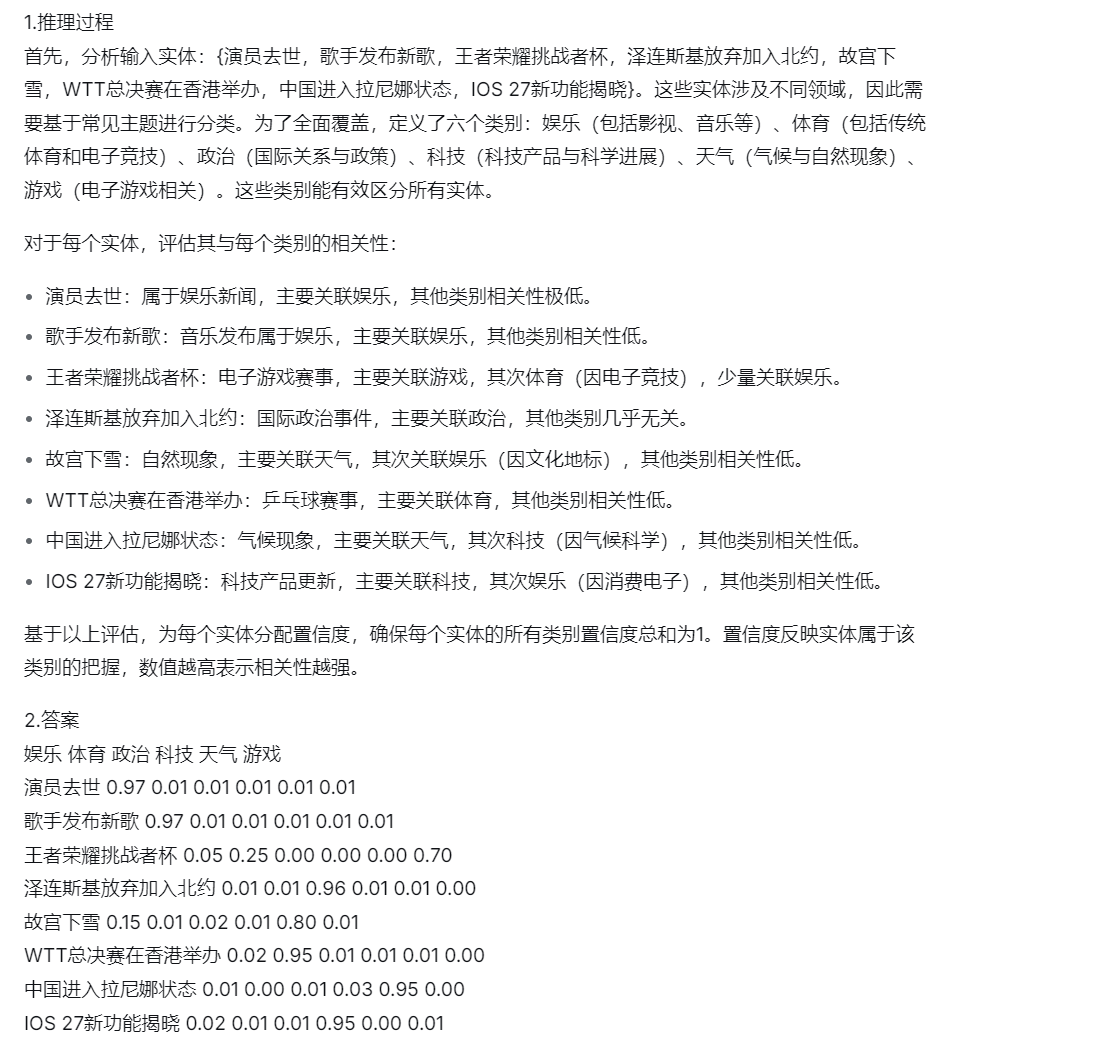 1.推理过程
首先，分析输入实体：{演员去世，歌手发布新歌，王者荣耀挑战者杯，泽连斯基放弃加入北约，故宫下
雪，WTT总决赛在香港举办，中国进入拉尼娜状态，IOS 27新功能揭晓}。这些实体涉及不同领域，因此需
要基于常见主题进行分类。为了全面覆盖，定义了六个类别：娱乐（包括影视、音乐等）、体育（包括传统
体育和电子竞技）、政治（国际关系与政策）、科技（科技产品与科学进展）、天气（气候与自然现象）、
游戏（电子游戏相关）。这些类别能有效区分所有实体。
对于每个实体，评估其与每个类别的相关性：
• 演员去世：属于娱乐新闻，主要关联娱乐，其他类别相关性极低。
• 歌手发布新歌：音乐发布属于娱乐，主要关联娱乐，其他类别相关性低。
• 王者荣耀挑战者杯：电子游戏赛事，主要关联游戏，其次体育（因电子竞技），少量关联娱乐。
• 泽连斯基放弃加入北约：国际政治事件，主要关联政治，其他类别几乎无关。
• 故宫下雪：自然现象，主要关联天气，其次关联娱乐（因文化地标），其他类别相关性低。
• WTT总决赛在香港举办：乒乓球赛事，主要关联体育，其他类别相关性低。
• 中国进入拉尼娜状态：气候现象，主要关联天气，其次科技（因气候科学），其他类别相关性低。
• IOS 27新功能揭晓：科技产品更新，主要关联科技，其次娱乐（因消费电子），其他类别相关性低。
基于以上评估，为每个实体分配置信度，确保每个实体的所有类别置信度总和为1。置信度反映实体属于该
类别的把握，数值越高表示相关性越强。
2.答案
娱乐 体育 政治 科技 天气 游戏
演员去世 0.97 0.01 0.01 0.01 0.01 0.01
歌手发布新歌 0.97 0.01 0.01 0.01 0.01 0.01
王者荣耀挑战者杯 0.05 0.25 0.00 0.00 0.00 0.70
泽连斯基放弃加入北约 0.01 0.01 0.96 0.01 0.01 0.00
故宫下雪 0.15 0.01 0.02 0.01 0.80 0.01
WTT总决赛在香港举办 0.02 0.95 0.01 0.01 0.01 0.00
中国进入拉尼娜状态 0.01 0.00 0.01 0.03 0.95 0.00
IOS 27新功能揭晓 0.02 0.01 0.01 0.95 0.00 0.01